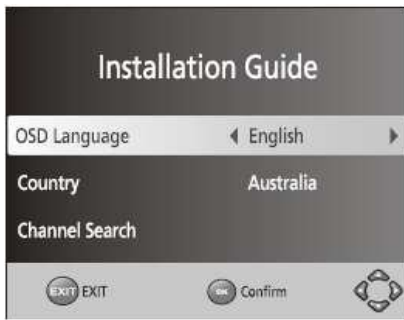 Installation Guide
OSD Language English
Country Australia
Channel Search
EXIT EXIT OK Confirm